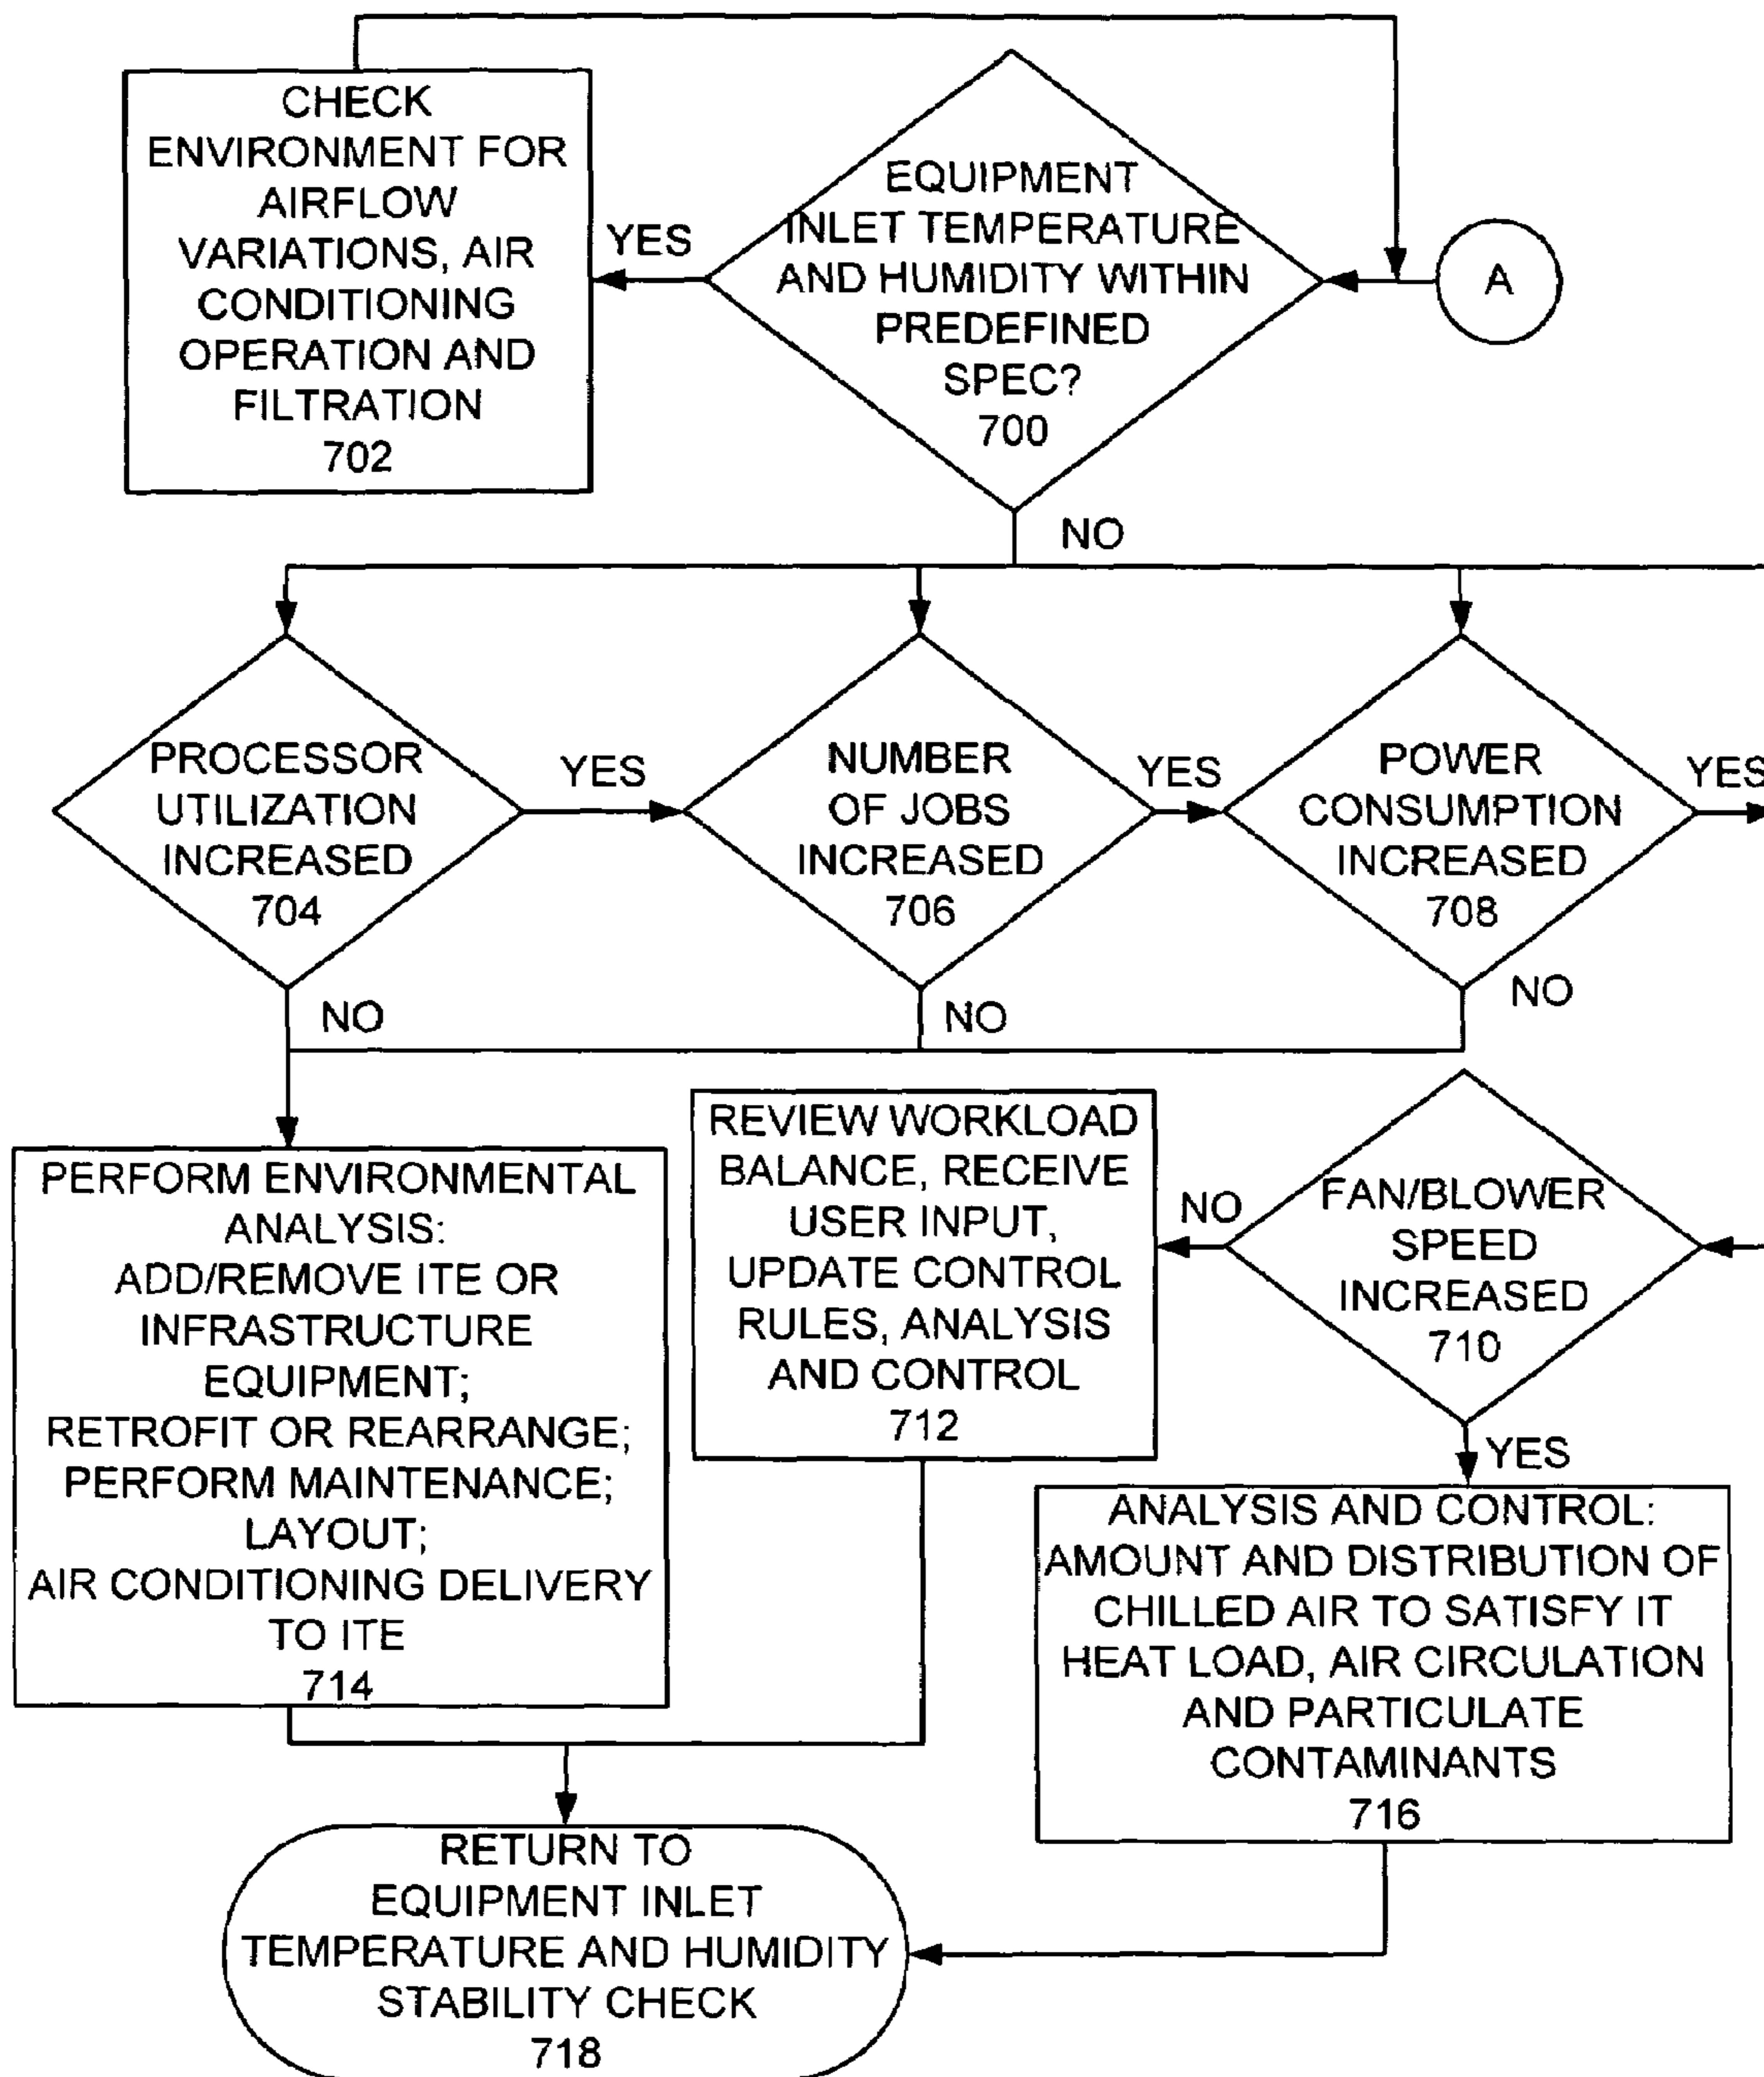 CHECK
ENVIRONMENT FOR
AIRFLOW
VARIATIONS, AIR
CONDITIONING
OPERATION AND
FILTRATION
702
YES
EQUIPMENT
INLET TEMPERATURE
AND HUMIDITY WITHIN
PREDEFINED
SPEC?
700
A
NO
PROCESSOR
UTILIZATION
INCREASED
704
YES
NUMBER
OF JOBS
INCREASED
706
YES
POWER
CONSUMPTION
INCREASED
708
YES
NO
NO
NO
PERFORM ENVIRONMENTAL
ANALYSIS:
ADD/REMOVE ITE OR
INFRASTRUCTURE
EQUIPMENT;
RETROFIT OR REARRANGE;
PERFORM MAINTENANCE;
LAYOUT;
AIR CONDITIONING DELIVERY
TO ITE
714
REVIEW WORKLOAD
BALANCE, RECEIVE
USER INPUT,
UPDATE CONTROL
RULES, ANALYSIS
AND CONTROL
712
NO
FAN/BLOWER
SPEED
INCREASED
710
YES
ANALYSIS AND CONTROL:
AMOUNT AND DISTRIBUTION OF
CHILLED AIR TO SATISFY IT
HEAT LOAD, AIR CIRCULATION
AND PARTICULATE
CONTAMINANTS
716
RETURN TO
EQUIPMENT INLET
TEMPERATURE AND HUMIDITY
STABILITY CHECK
718